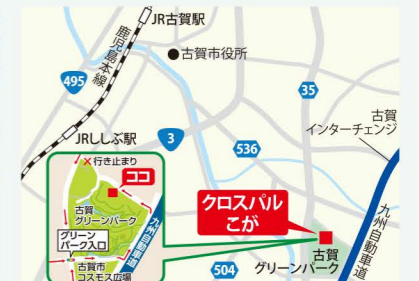 JR古賀駅
鹿児島本線
古賀市役所
495
35
古賀
インターチェンジ
JRししぶ駅
3
536
行き止まり
ココ
クロスパル
こが
古賀
グリーンパーク
九州自動車道
グリーン
パーク入口
古賀市
コスモス広場
504
古賀
グリーンパーク
九州自動車道